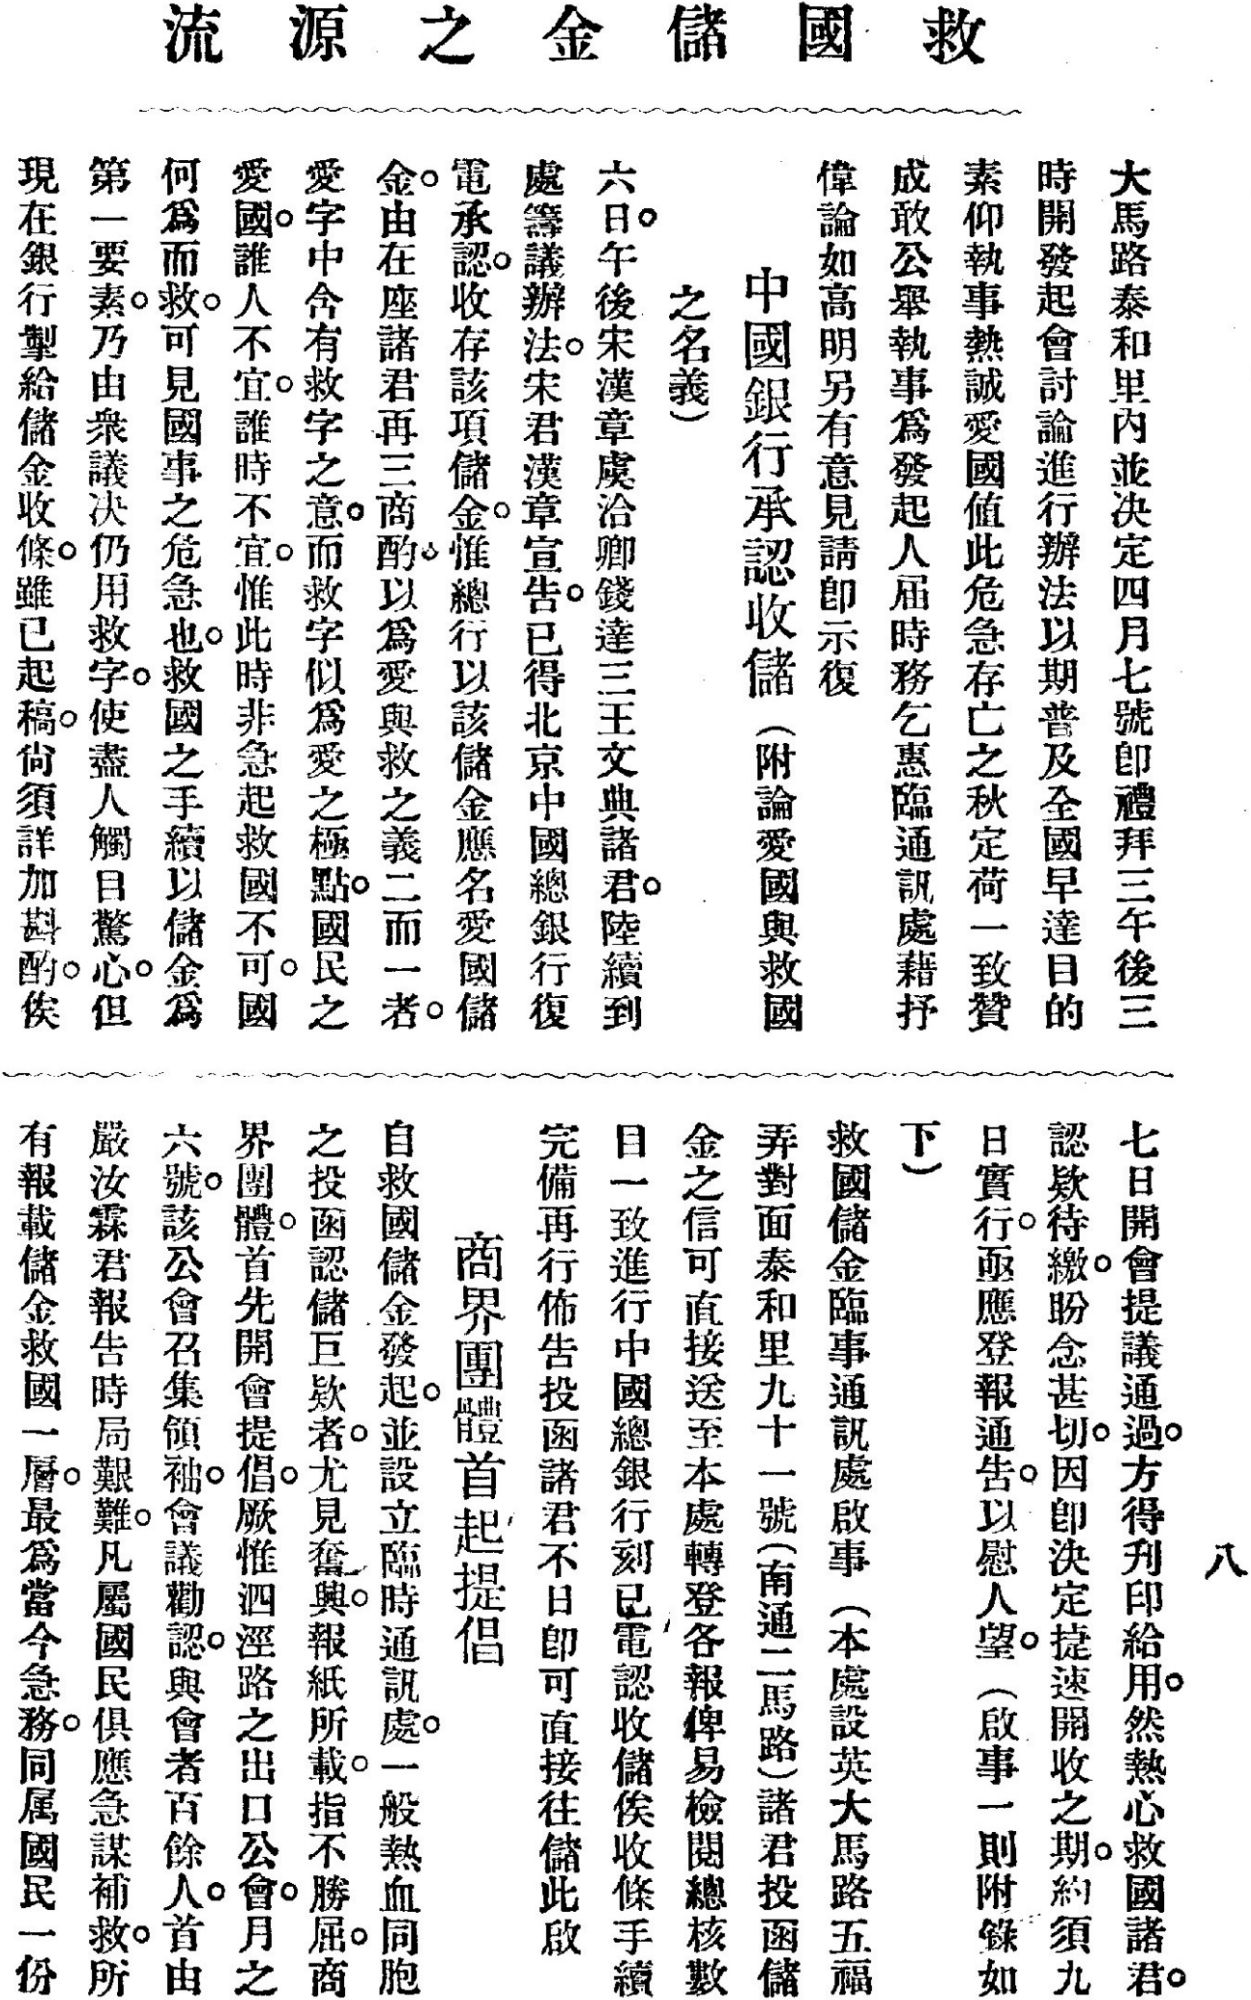 救國儲金之源流
大馬路泰和里內並决定四月七號卽禮拜三午後三
時開發起會討論進行辦法以期普及全國早達目的
素仰執事熱誠愛國値此危急存亡之秋定荷一致贊
成敢公舉執事爲發起人届時務乞惠臨通訊處藉抒
偉論如高明另有意見請卽示復
中國銀行承認收儲（附論愛國與救國
之名義）
六日。午後宋漢章虞洽卿錢達三王文典諸君。陸續到
處籌議辦法。宋君漢章宣告。已得北京中國總銀行復
電承認。收存該項儲金。惟總行以該儲金應名愛國儲
金。由在座諸君再三商酌。以爲愛與救之義二而一者。
愛字中含有救字之意。而救字似爲愛之極點。國民之
愛國。誰人不宜。誰時不宜。惟此時非急起救國不可。國
何爲而救。可見國事之危急也。救國之手續以儲金爲
第一要素。乃由衆議决仍用救字。使盡人觸目驚心。但
現在銀行掣給儲金收條。雖已起稿。尙須詳加斟酌。俟
八
七日開會提議通過。方得刋印給用。然熱心救國諸君。
認欵待繳。盼念甚切。因卽決定捷速開收之期。約須九
日實行。亟應登報通告。以慰人望。（啟事一則附錄如
下）
救國儲金臨事通訊處啟事（本處設英大馬路五福
弄對面泰和里九十一號（南通二馬路）諸君投函儲
金之信可直接送至本處轉登各報俾易檢閱總核數
目一致進行中國總銀行刻已電認收儲俟收條手續
完備再行佈告投函諸君不日卽可直接往儲此啟
商界團體首起提倡
自救國儲金發起。並設立臨時通訊處。一般熱血同胞
之投函認儲巨欵者。尤見奮興。報紙所載。指不勝屈。商
界團體。首先開會提倡。厥惟泗涇路之出口公會。月之
六號。該公會召集領袖。會議勸認。與會者百餘人。首由
嚴汝霖君報告時局艱難。凡屬國民俱應急謀補救。所
有報載儲金救國一層。最爲當今急務。同属國民一份